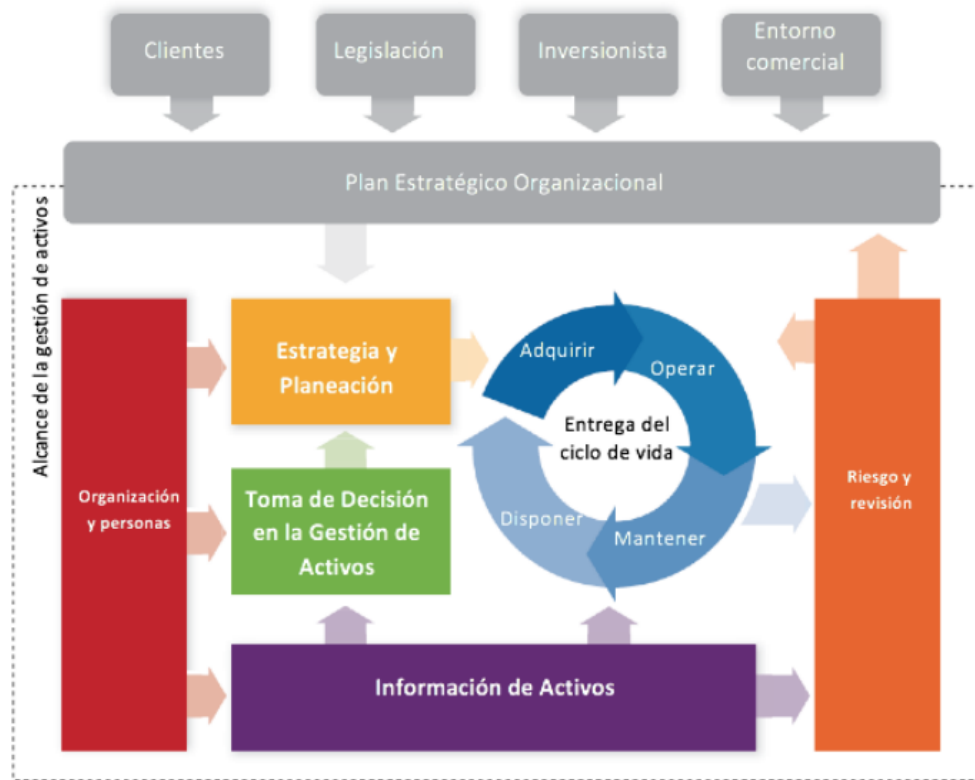 Clientes
Legislación
Inversionista
Entorno
comercial
Plan Estratégico Organizacional
Alcance de la gestión de activos
Organización
y personas
Estrategia y
Planeación
Toma de Decisión
en la Gestión de
Activos
Adquirir
Operar
Entrega del
ciclo de vida
Disponer
Mantener
Riesgo y
revisión
Información de Activos